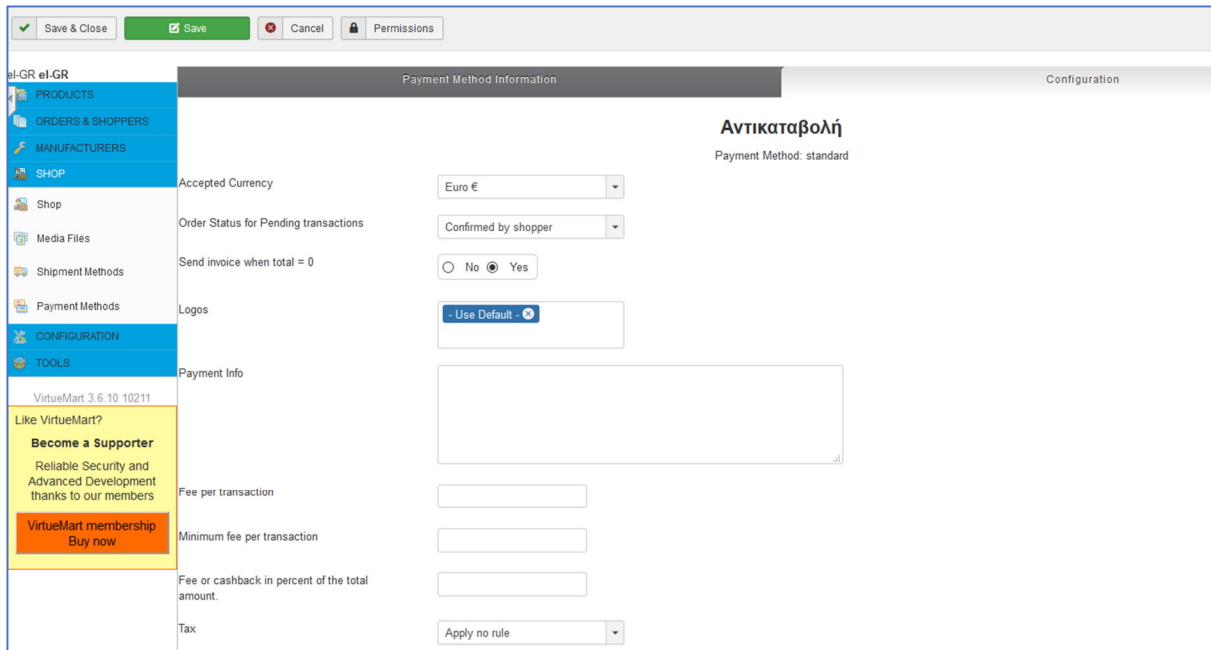 Save & Close
Save
Cancel
Permissions
el-GR el-GR
PRODUCTS
ORDERS & SHOPPERS
MANUFACTURERS
SHOP
Shop
Media Files
Shipment Methods
Payment Methods
CONFIGURATION
TOOLS
VirtueMart 3.6.10 10211
Like VirtueMart?
Become a Supporter
Reliable Security and
Advanced Development
thanks to our members
VirtueMart membership
Buy now
Payment Method Information
Configuration
Αντικαταβολή
Payment Method: standard
Accepted Currency
Euro €
Order Status for Pending transactions
Confirmed by shopper
Send invoice when total = 0
No Yes
Logos
- Use Default -
Payment Info
Fee per transaction
Minimum fee per transaction
Fee or cashback in percent of the total
amount.
Tax
Apply no rule